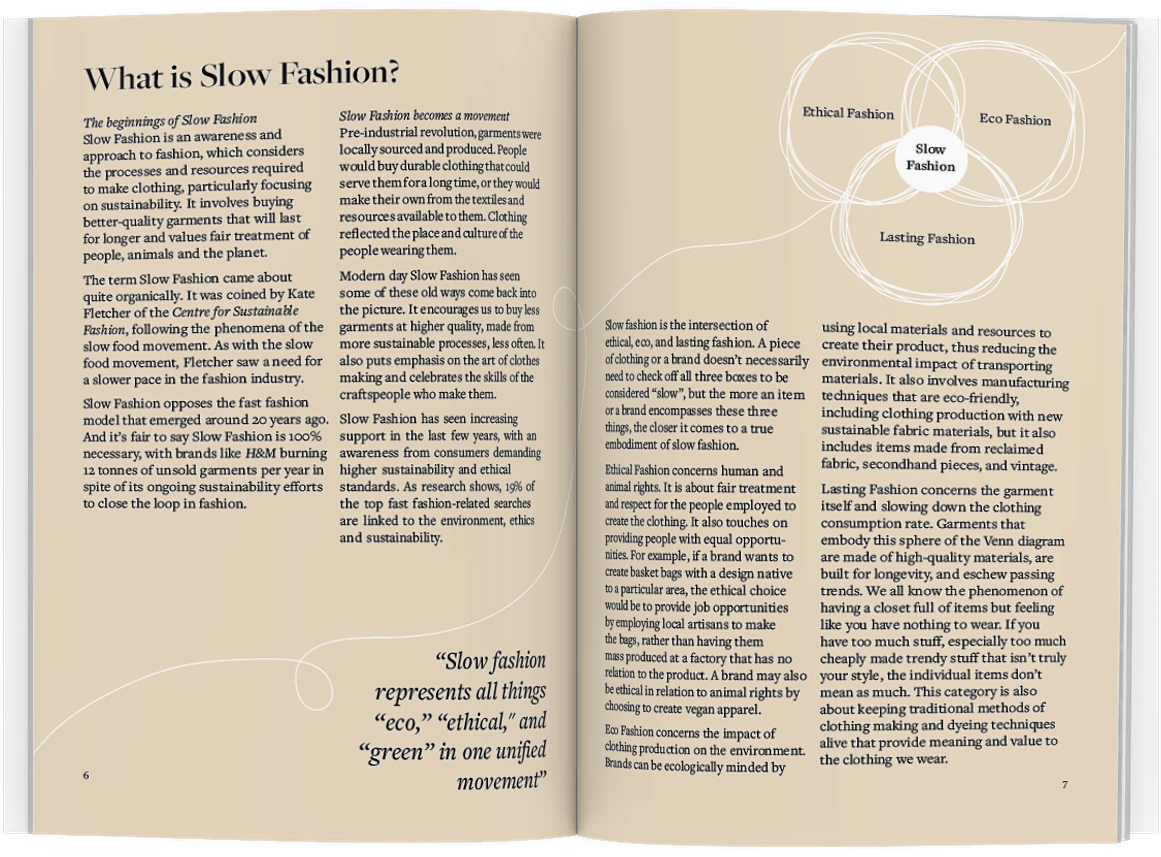 What is Slow Fashion?
The beginnings of Slow Fashion
Slow Fashion is an awareness and
approach to fashion, which considers
the processes and resources required
to make clothing, particularly focusing
on sustainability. It involves buying
better-quality garments that will last
for longer and values fair treatment of
people, animals and the planet.
The term Slow Fashion came about
quite organically. It was coined by Kate
Fletcher of the Centre for Sustainable
Fashion, following the phenomena of the
slow food movement. As with the slow
food movement, Fletcher saw a need for
a slower pace in the fashion industry.
Slow Fashion opposes the fast fashion
model that emerged around 20 years ago.
And it's fair to say Slow Fashion is 100%
necessary, with brands like H&M burning
12 tonnes of unsold garments per year in
spite of its ongoing sustainability efforts
to close the loop in fashion.
Slow Fashion becomes a movement
Pre-industrial revolution, garments were
locally sourced and produced. People
would buy durable clothing that could
serve them for a long time, or they would
make their own from the textiles and
resources available to them. Clothing
reflected the place and culture of the
people wearing them.
Modern day Slow Fashion has seen
some of these old ways come back into
the picture. It encourages us to buy less
garments at higher quality, made from
more sustainable processes, less often. It
also puts emphasis on the art of clothes
making and celebrates the skills of the
craftspeople who make them.
Slow Fashion has seen increasing
support in the last few years, with an
awareness from consumers demanding
higher sustainability and ethical
standards. As research shows, 19% of
the top fast fashion-related searches
are linked to the environment, ethics
and sustainability.
"Slow fashion
represents all things
"eco," "ethical," and
"green" in one unified
movement"
6
Ethical Fashion
Eco Fashion
Slow
Fashion
Lasting Fashion
Slow fashion is the intersection of
ethical, eco, and lasting fashion. A piece
of clothing or a brand doesn't necessarily
need to check off all three boxes to be
considered "slow", but the more an item
or a brand encompasses these three
things, the closer it comes to a true
embodiment of slow fashion.
Ethical Fashion concerns human and
animal rights. It is about fair treatment
and respect for the people employed to
create the clothing. It also touches on
providing people with equal opportu-
nities. For example, if a brand wants to
create basket bags with a design native
to a particular area, the ethical choice
would be to provide job opportunities
by employing local artisans to make
the bags, rather than having them
mass produced at a factory that has no
relation to the product. A brand may also
be ethical in relation to animal rights by
choosing to create vegan apparel.
Eco Fashion concerns the impact of
clothing production on the environment.
Brands can be ecologically minded by
using local materials and resources to
create their product, thus reducing the
environmental impact of transporting
materials. It also involves manufacturing
techniques that are eco-friendly,
including clothing production with new
sustainable fabric materials, but it also
includes items made from reclaimed
fabric, secondhand pieces, and vintage.
Lasting Fashion concerns the garment
itself and slowing down the clothing
consumption rate. Garments that
embody this sphere of the Venn diagram
are made of high-quality materials, are
built for longevity, and eschew passing
trends. We all know the phenomenon of
having a closet full of items but feeling
like you have nothing to wear. If you
have too much stuff, especially too much
cheaply made trendy stuff that isn't truly
your style, the individual items don't
mean as much. This category is also
about keeping traditional methods of
clothing making and dyeing techniques
alive that provide meaning and value to
the clothing we wear.
7